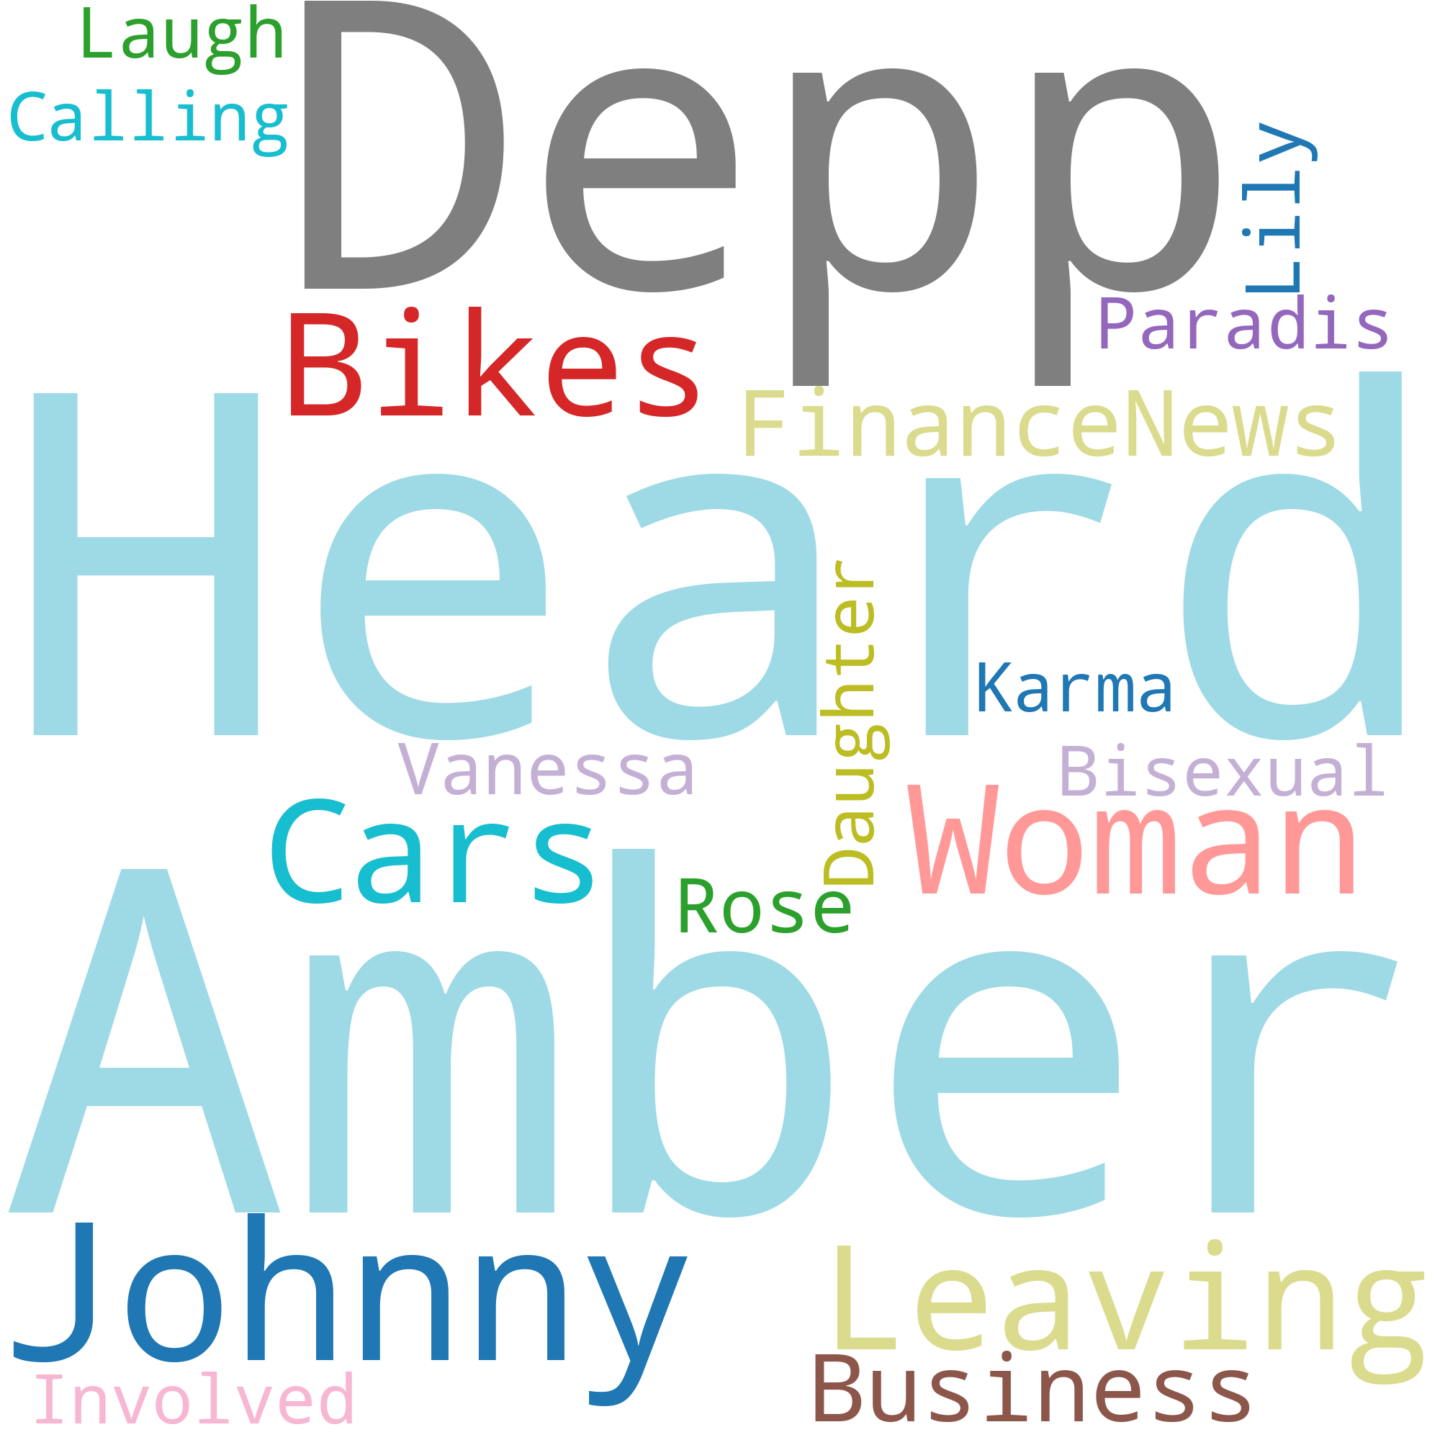 Laugh
Calling
Depp
Lily
Bikes
Paradis
FinanceNews
Heard
Daughter
Karma
Vanessa
Bisexual
Cars
Woman
Rose
Amber
Johnny
Leaving
Involved
Business